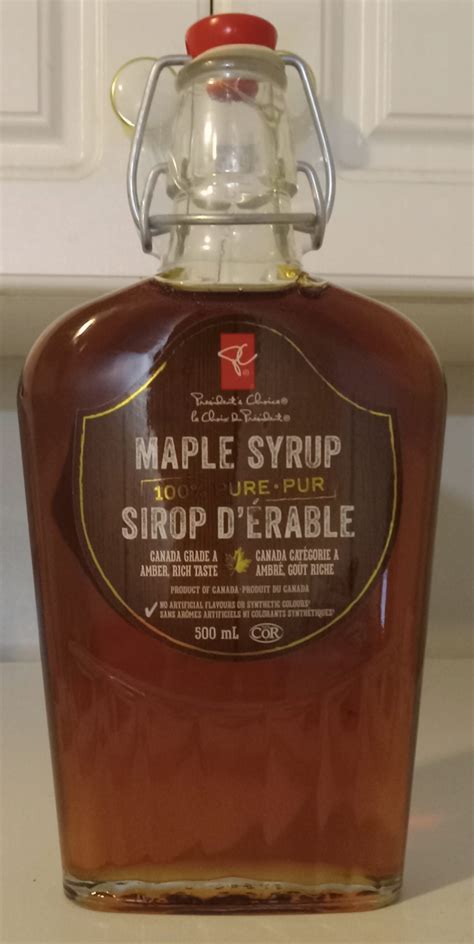 PC®
President's Choice®
le Choix du Président®
MAPLE SYRUP
100% PURE•PUR
SIROP D'ÉRABLE
CANADA GRADE A CANADA CATÉGORIE A
AMBER, RICH TASTE AMBRÉ, GOÛT RICHE
PRODUCT OF CANADA•PRODUIT DU CANADA
NO ARTIFICIAL FLAVOURS OR SYNTHETIC COLOURS
SANS ARÔMES ARTIFICIELS NI COLORANTS SYNTHÉTIQUES
500 mL COR